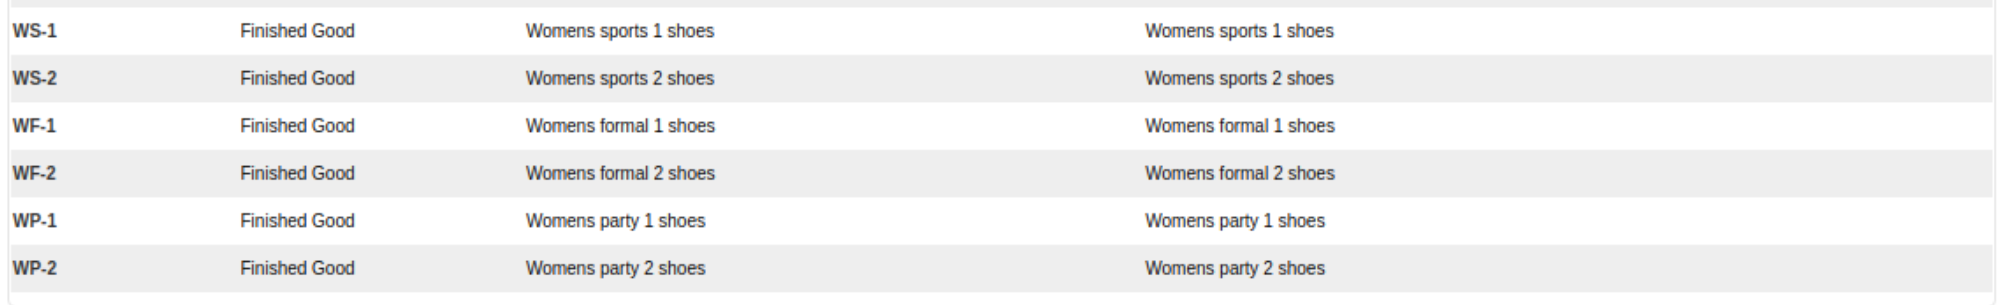 WS-1 Finished Good Womens sports 1 shoes Womens sports 1 shoes
WS-2 Finished Good Womens sports 2 shoes Womens sports 2 shoes
WF-1 Finished Good Womens formal 1 shoes Womens formal 1 shoes
WF-2 Finished Good Womens formal 2 shoes Womens formal 2 shoes
WP-1 Finished Good Womens party 1 shoes Womens party 1 shoes
WP-2 Finished Good Womens party 2 shoes Womens party 2 shoes